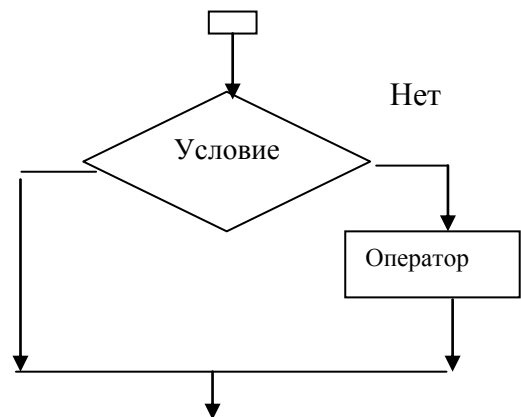 Нет
Условие
Оператор